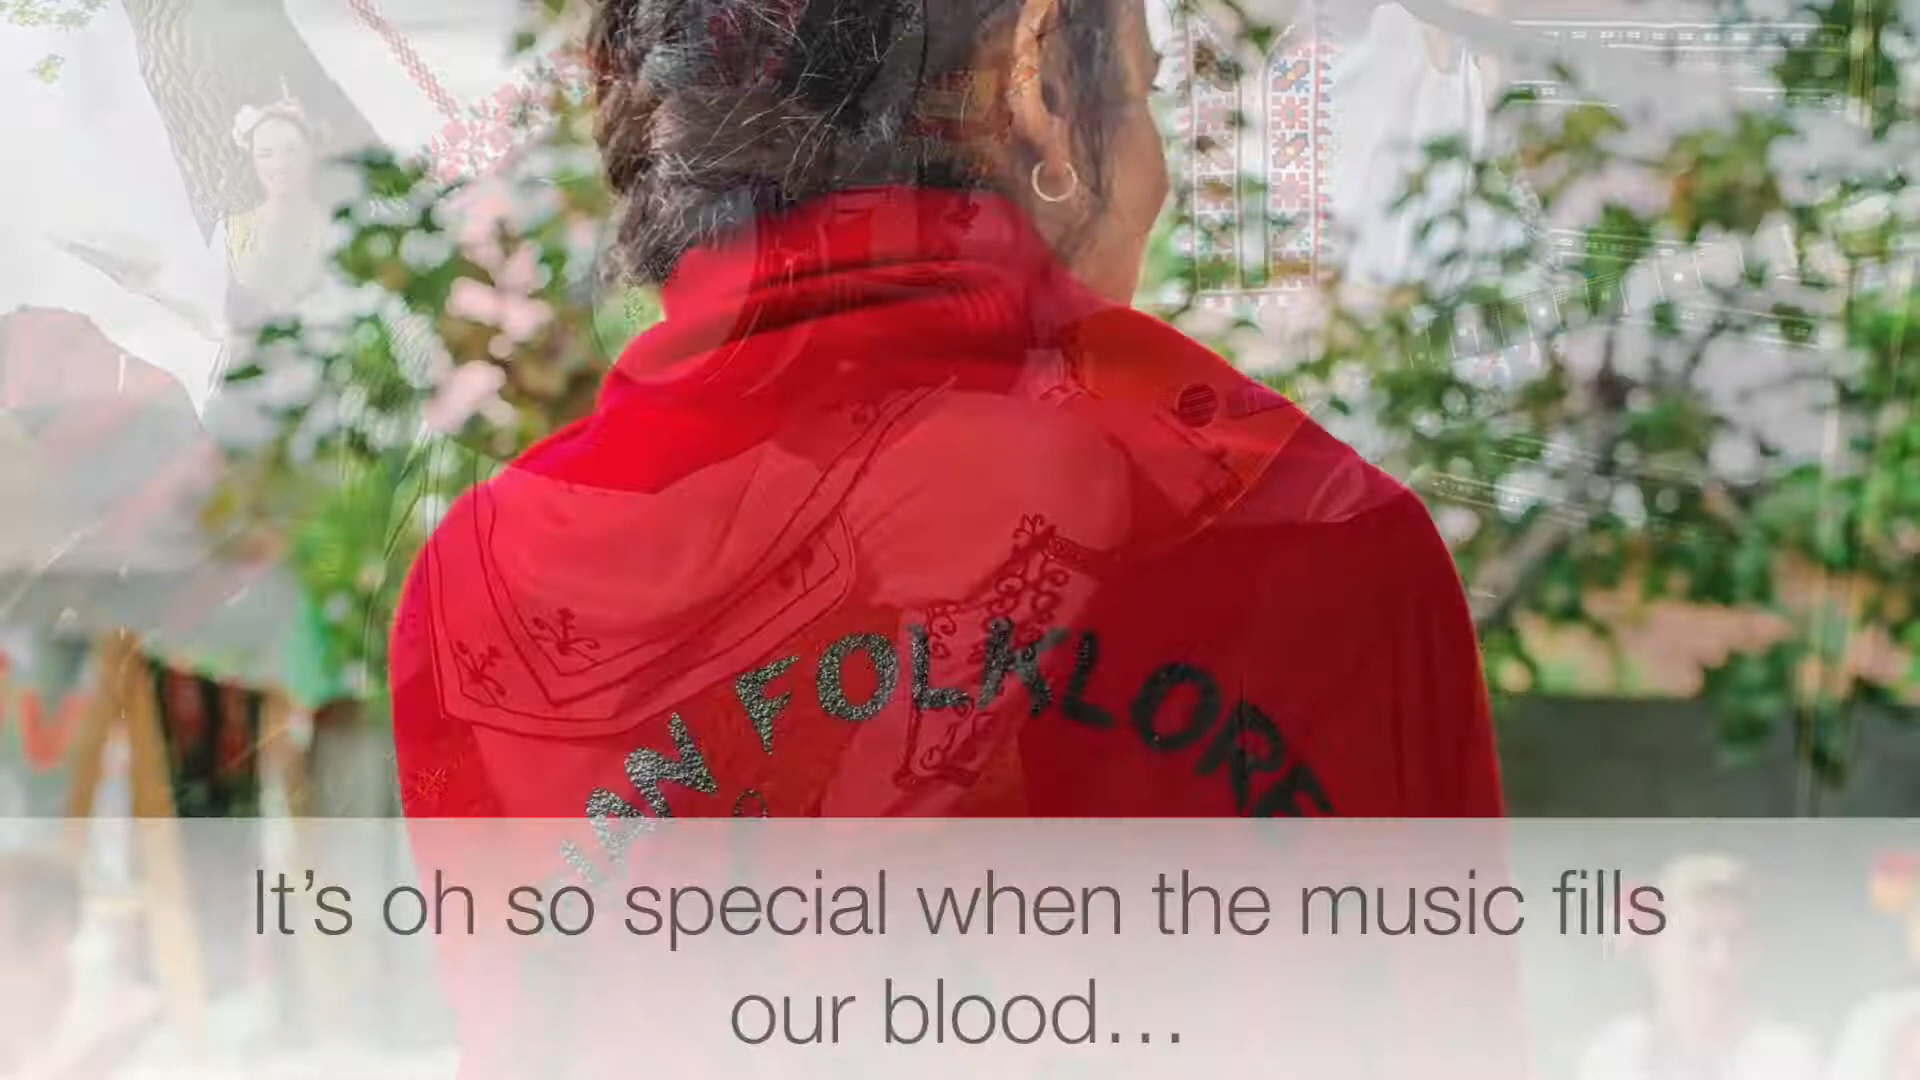 FOLKLORE
It’s oh so special when the music fills
our blood…